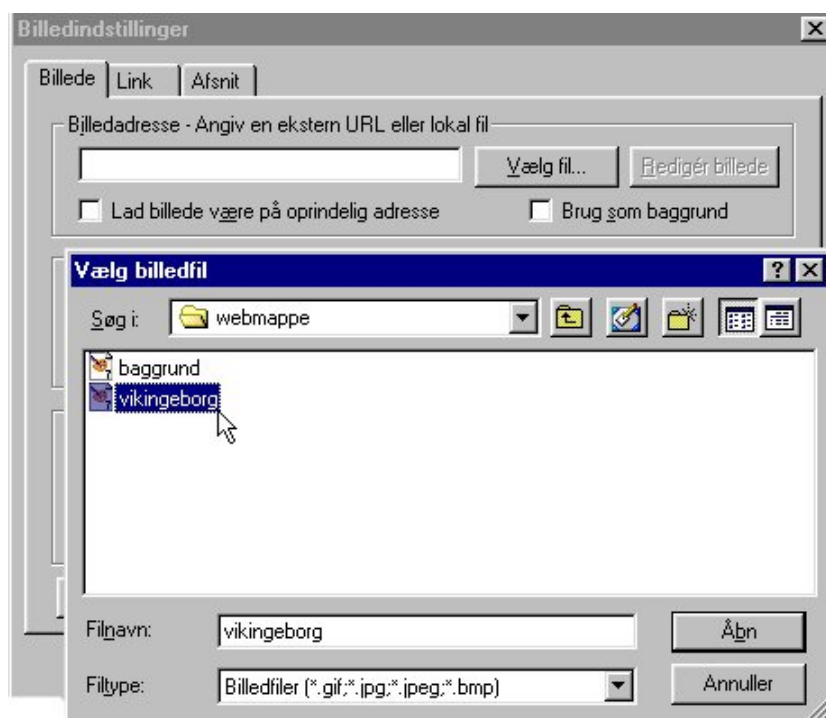 Billedindstillinger
Billede Link Afsnit
Billedadresse - Angiv en ekstern URL eller lokal fil
Vælg fil... Redigér billede
Lad billede være på oprindelig adresse Brug som baggrund
Vælg billedfil
Søg i: webmappe
baggrund
vikingeborg
Filnavn: vikingeborg Åbn
Filtype: Billedfiler (*.gif;*.jpg;*.jpeg;*.bmp) Annuller